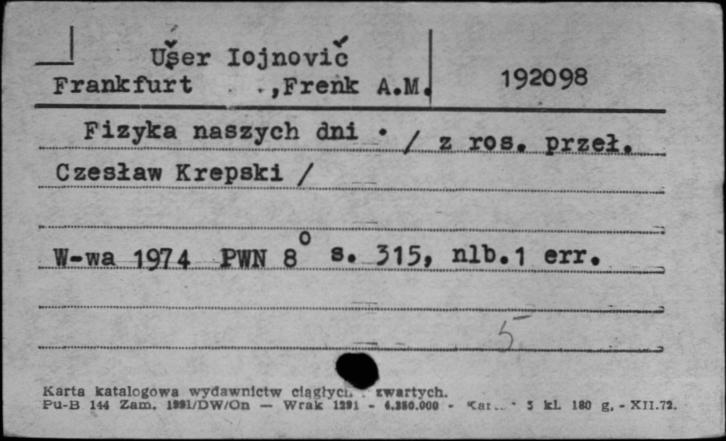 Ušer Iojnovič
Frankfurt . . ,Frenk A.M. 192098
Fizyka naszych dni . / z ros. przeł.
Czesław Krepski /
W-wa 1974 PWN 8° s. 315, nlb.1 err.
5
Karta katalogowa wydawnictw ciągłych zwartych.
Pu-B 144 Zam. 1991/DW/On — Wrak 1291 - 4.250.000 - 5 kl. 180 g. - XII.72.